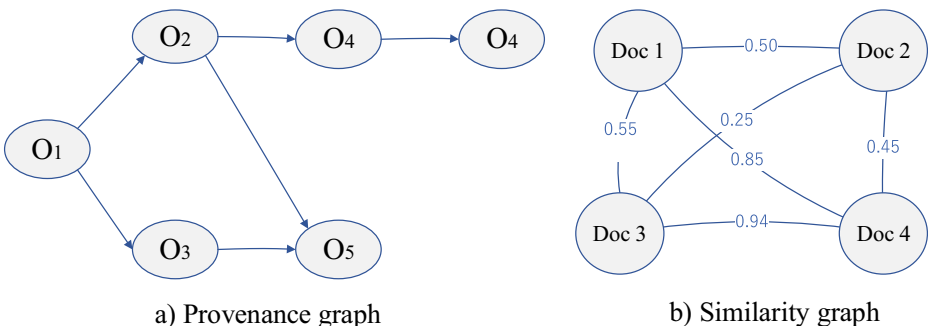 O2
O4
O4
O1
O3
O5
a) Provenance graph
Doc 1
0.50
Doc 2
0.25
0.55
0.85
0.45
Doc 3
0.94
Doc 4
b) Similarity graph